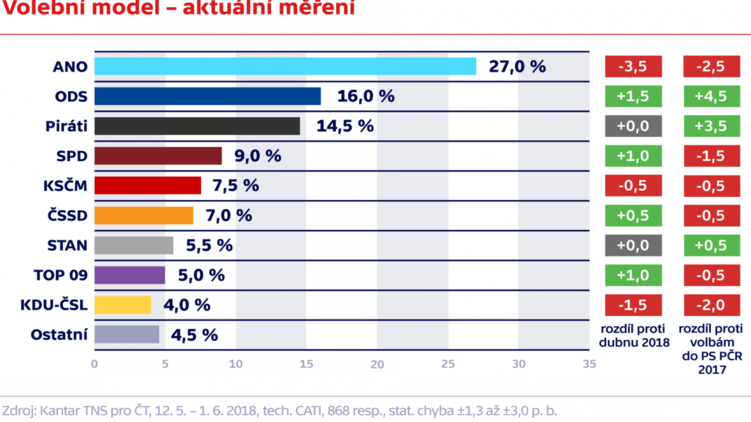 Volební model – aktuální měření
ANO 27,0 % -3,5 -2,5
ODS 16,0 % +1,5 +4,5
Piráti 14,5 % +0,0 +3,5
SPD 9,0 % +1,0 -1,5
KSČM 7,5 % -0,5 -0,5
ČSSD 7,0 % +0,5 -0,5
STAN 5,5 % +0,0 +0,5
TOP 09 5,0 % +1,0 -0,5
KDU-ČSL 4,0 % -1,5 -2,0
Ostatní 4,5 %
0 5 10 15 20 25 30 35
rozdíl proti
dubnu 2018
rozdíl proti
volbám
do PS PČR
2017
Zdroj: Kantar TNS pro ČT, 12. 5. – 1. 6. 2018, tech. CATI, 868 resp., stat. chyba ±1,3 až ±3,0 p. b.